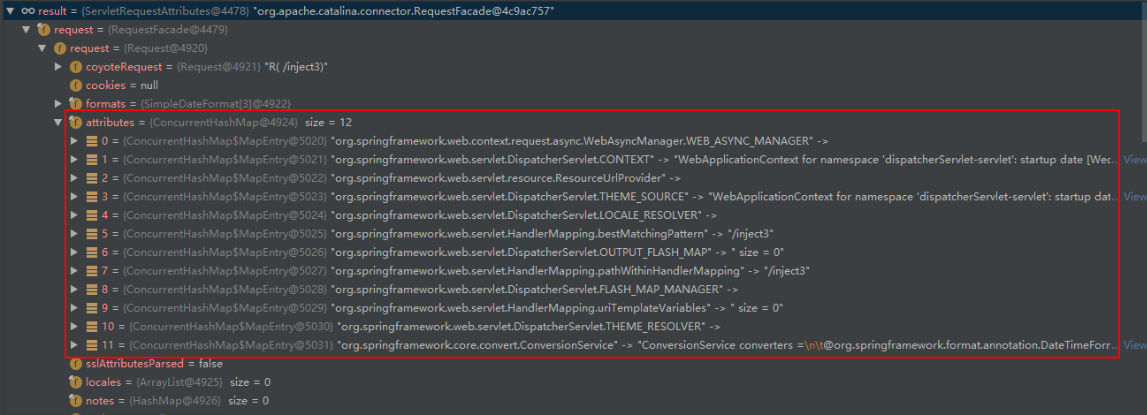 result = {ServletRequestAttributes@4478} "org.apache.catalina.connector.RequestFacade@4c9ac757"
request = {RequestFacade@4479}
request = {Request@4920}
coyoteRequest = {Request@4921} "R( /inject3)"
cookies = null
formats = {SimpleDateFormat[3]@4922}
attributes = {ConcurrentHashMap@4924} size = 12
0 = {ConcurrentHashMap$MapEntry@5020} "org.springframework.web.context.request.async.WebAsyncManager.WEB_ASYNC_MANAGER" ->
1 = {ConcurrentHashMap$MapEntry@5021} "org.springframework.web.servlet.DispatcherServlet.CONTEXT" -> "WebApplicationContext for namespace 'dispatcherServlet-servlet': startup date [Wec... View
2 = {ConcurrentHashMap$MapEntry@5022} "org.springframework.web.servlet.resource.ResourceUrlProvider" ->
3 = {ConcurrentHashMap$MapEntry@5023} "org.springframework.web.servlet.DispatcherServlet.THEME_SOURCE" -> "WebApplicationContext for namespace 'dispatcherServlet-servlet': startup dat... View
4 = {ConcurrentHashMap$MapEntry@5024} "org.springframework.web.servlet.DispatcherServlet.LOCALE_RESOLVER" ->
5 = {ConcurrentHashMap$MapEntry@5025} "org.springframework.web.servlet.HandlerMapping.bestMatchingPattern" -> "/inject3"
6 = {ConcurrentHashMap$MapEntry@5026} "org.springframework.web.servlet.DispatcherServlet.OUTPUT_FLASH_MAP" -> " size = 0"
7 = {ConcurrentHashMap$MapEntry@5027} "org.springframework.web.servlet.HandlerMapping.pathWithinHandlerMapping" -> "/inject3"
8 = {ConcurrentHashMap$MapEntry@5028} "org.springframework.web.servlet.DispatcherServlet.FLASH_MAP_MANAGER" ->
9 = {ConcurrentHashMap$MapEntry@5029} "org.springframework.web.servlet.HandlerMapping.uriTemplateVariables" -> " size = 0"
10 = {ConcurrentHashMap$MapEntry@5030} "org.springframework.web.servlet.DispatcherServlet.THEME_RESOLVER" ->
11 = {ConcurrentHashMap$MapEntry@5031} "org.springframework.core.convert.ConversionService" -> "ConversionService converters =\n\t@org.springframework.format.annotation.DateTimeForr... View
sslAttributesParsed = false
locales = {ArrayList@4925} size = 0
notes = {HashMap@4926} size = 0